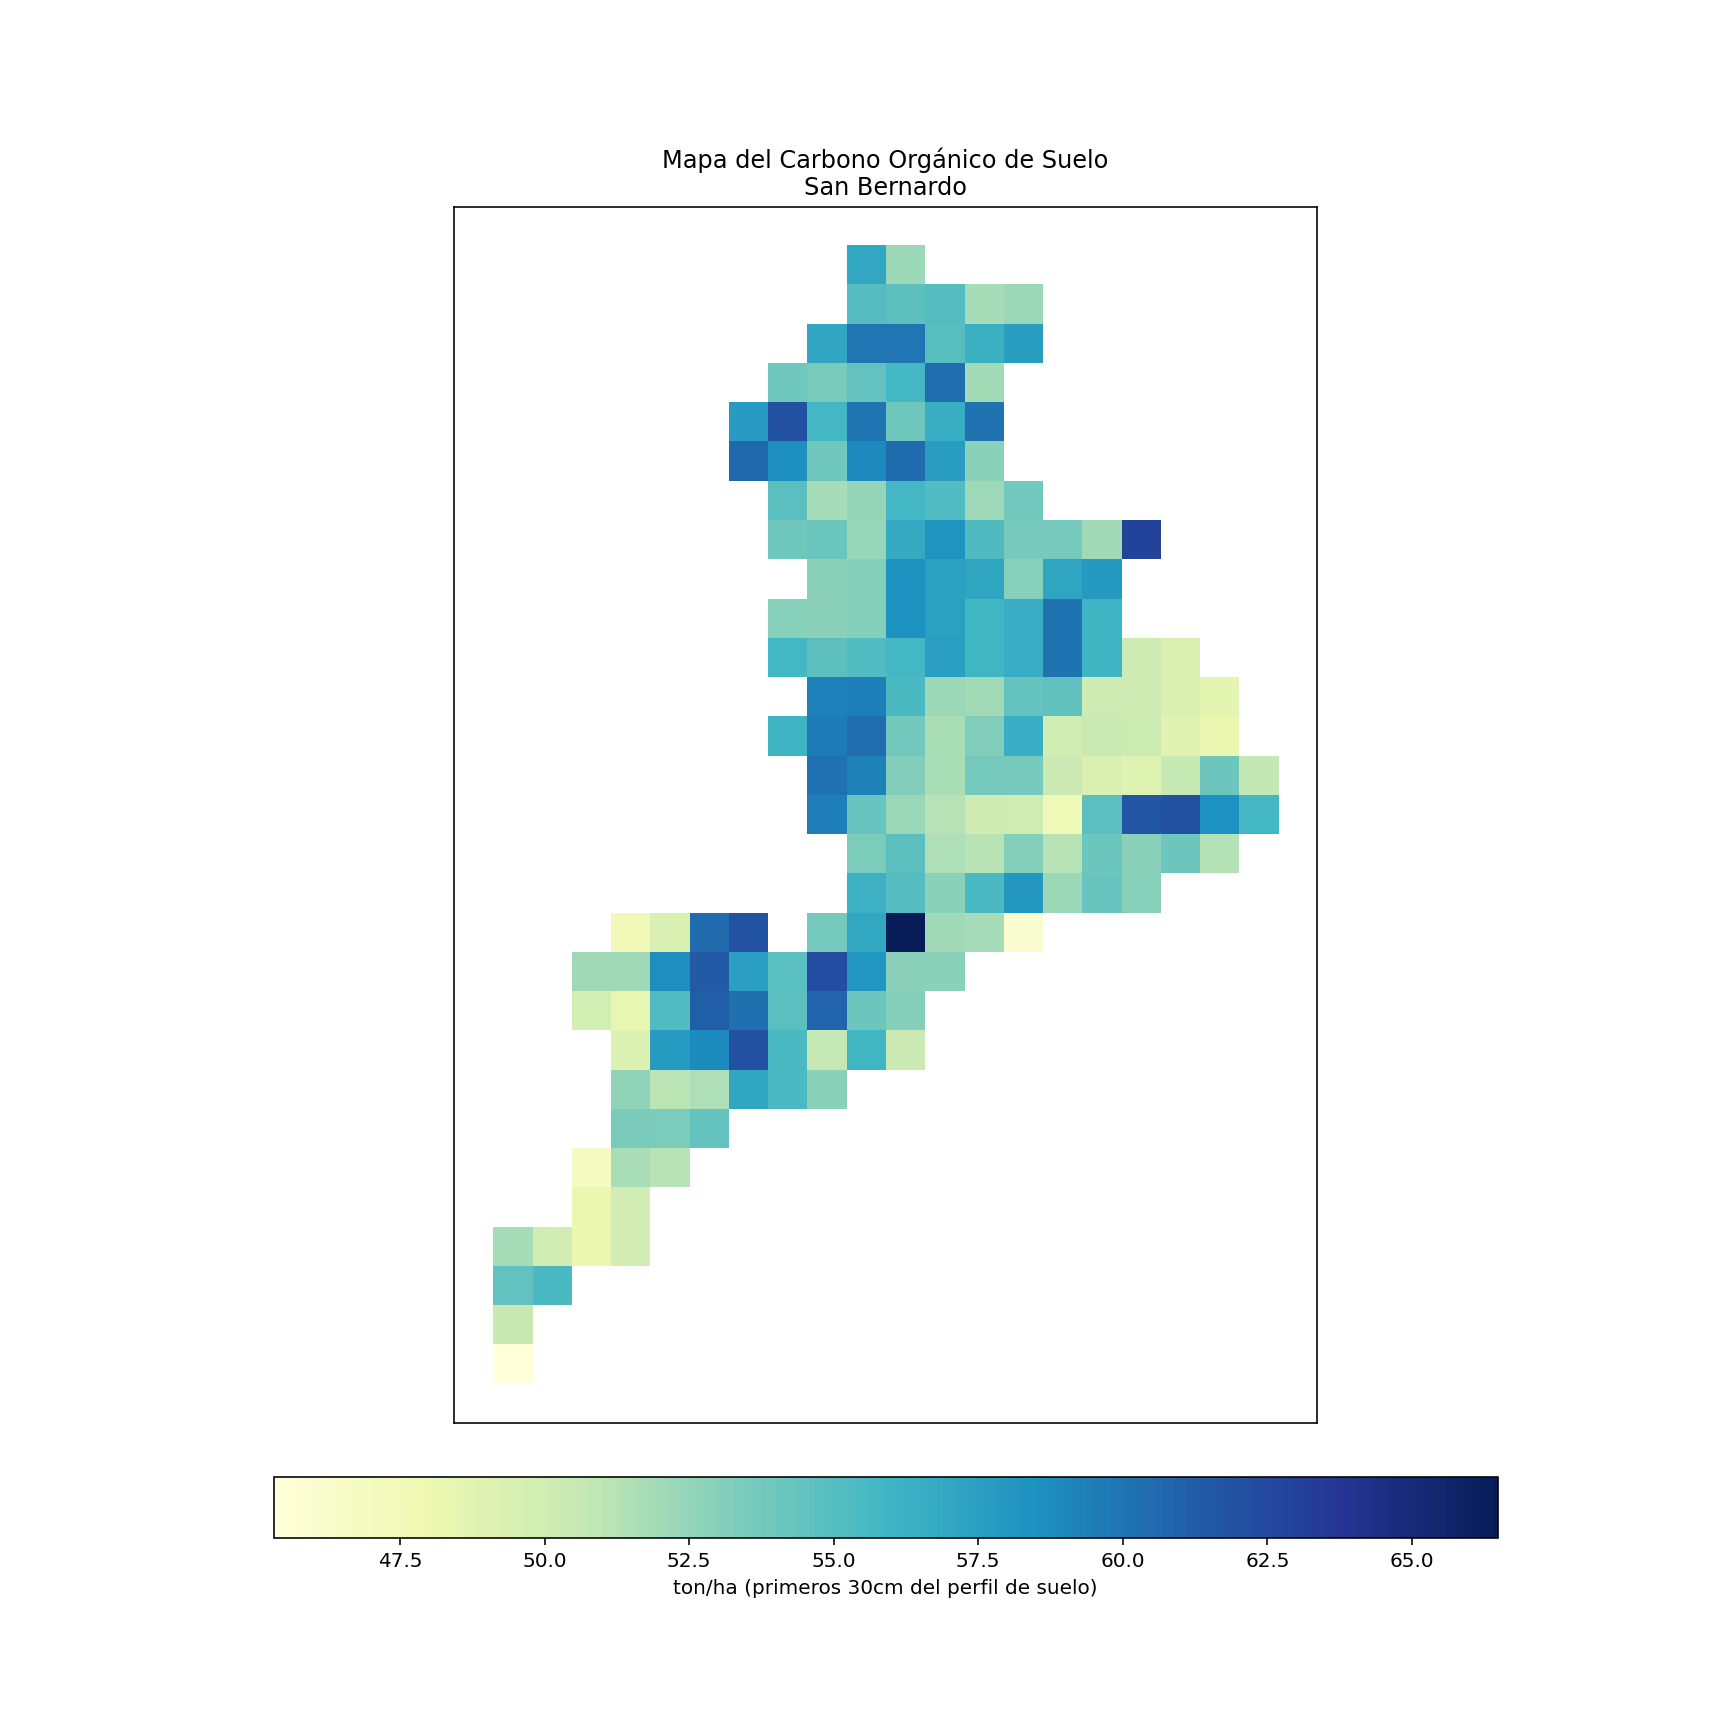 Mapa del Carbono Orgánico de Suelo
San Bernardo
47.5 50.0 52.5 55.0 57.5 60.0 62.5 65.0
ton/ha (primeros 30cm del perfil de suelo)